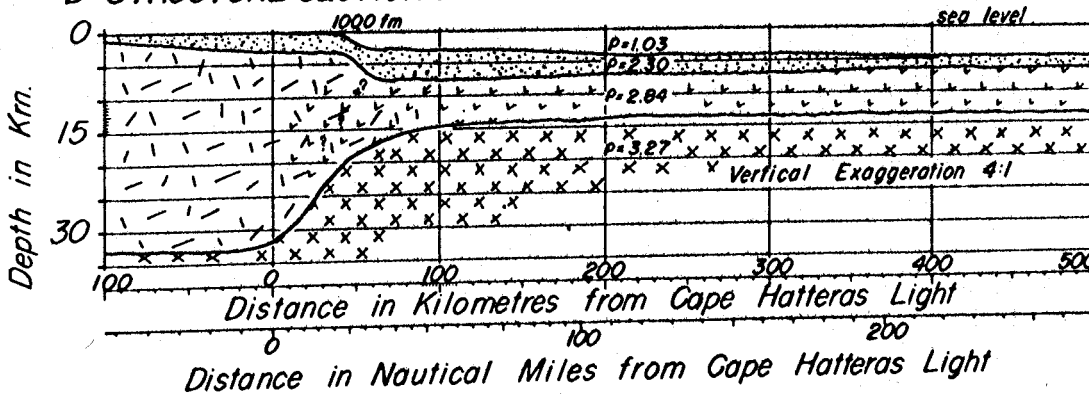 SECTION
1000 fm
sea level
0
ρ=1.03
ρ=2.30
?
ρ=2.84
15
ρ=3.27
Vertical Exaggeration 4:1
30
Depth in Km.
100 0 100 200 300 400 500
Distance in Kilometres from Cape Hatteras Light
0 100 200
Distance in Nautical Miles from Cape Hatteras Light